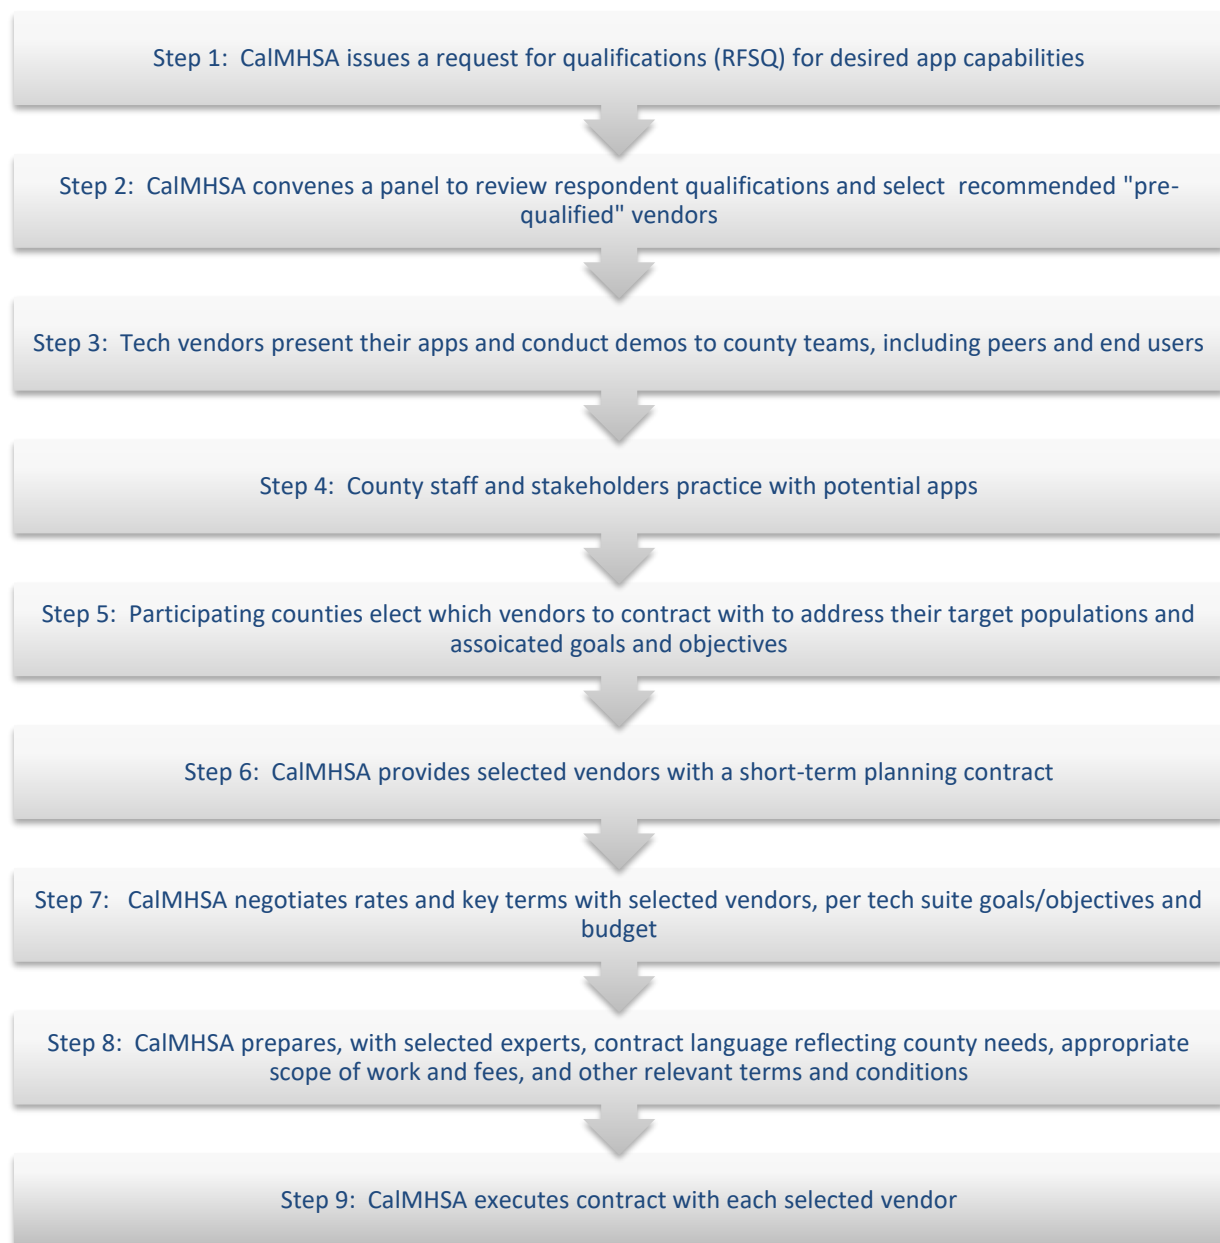 Step 1:  CalMHSA issues a request for qualifications (RFSQ) for desired app capabilities
Step 2:  CalMHSA convenes a panel to review respondent qualifications and select  recommended "pre-
qualified" vendors
Step 3:  Tech vendors present their apps and conduct demos to county teams, including peers and end users
Step 4:  County staff and stakeholders practice with potential apps
Step 5:  Participating counties elect which vendors to contract with to address their target populations and
assoicated goals and objectives
Step 6:  CalMHSA provides selected vendors with a short-term planning contract
Step 7:   CalMHSA negotiates rates and key terms with selected vendors, per tech suite goals/objectives and
budget
Step 8:  CalMHSA prepares, with selected experts, contract language reflecting county needs, appropriate
scope of work and fees, and other relevant terms and conditions
Step 9:  CalMHSA executes contract with each selected vendor